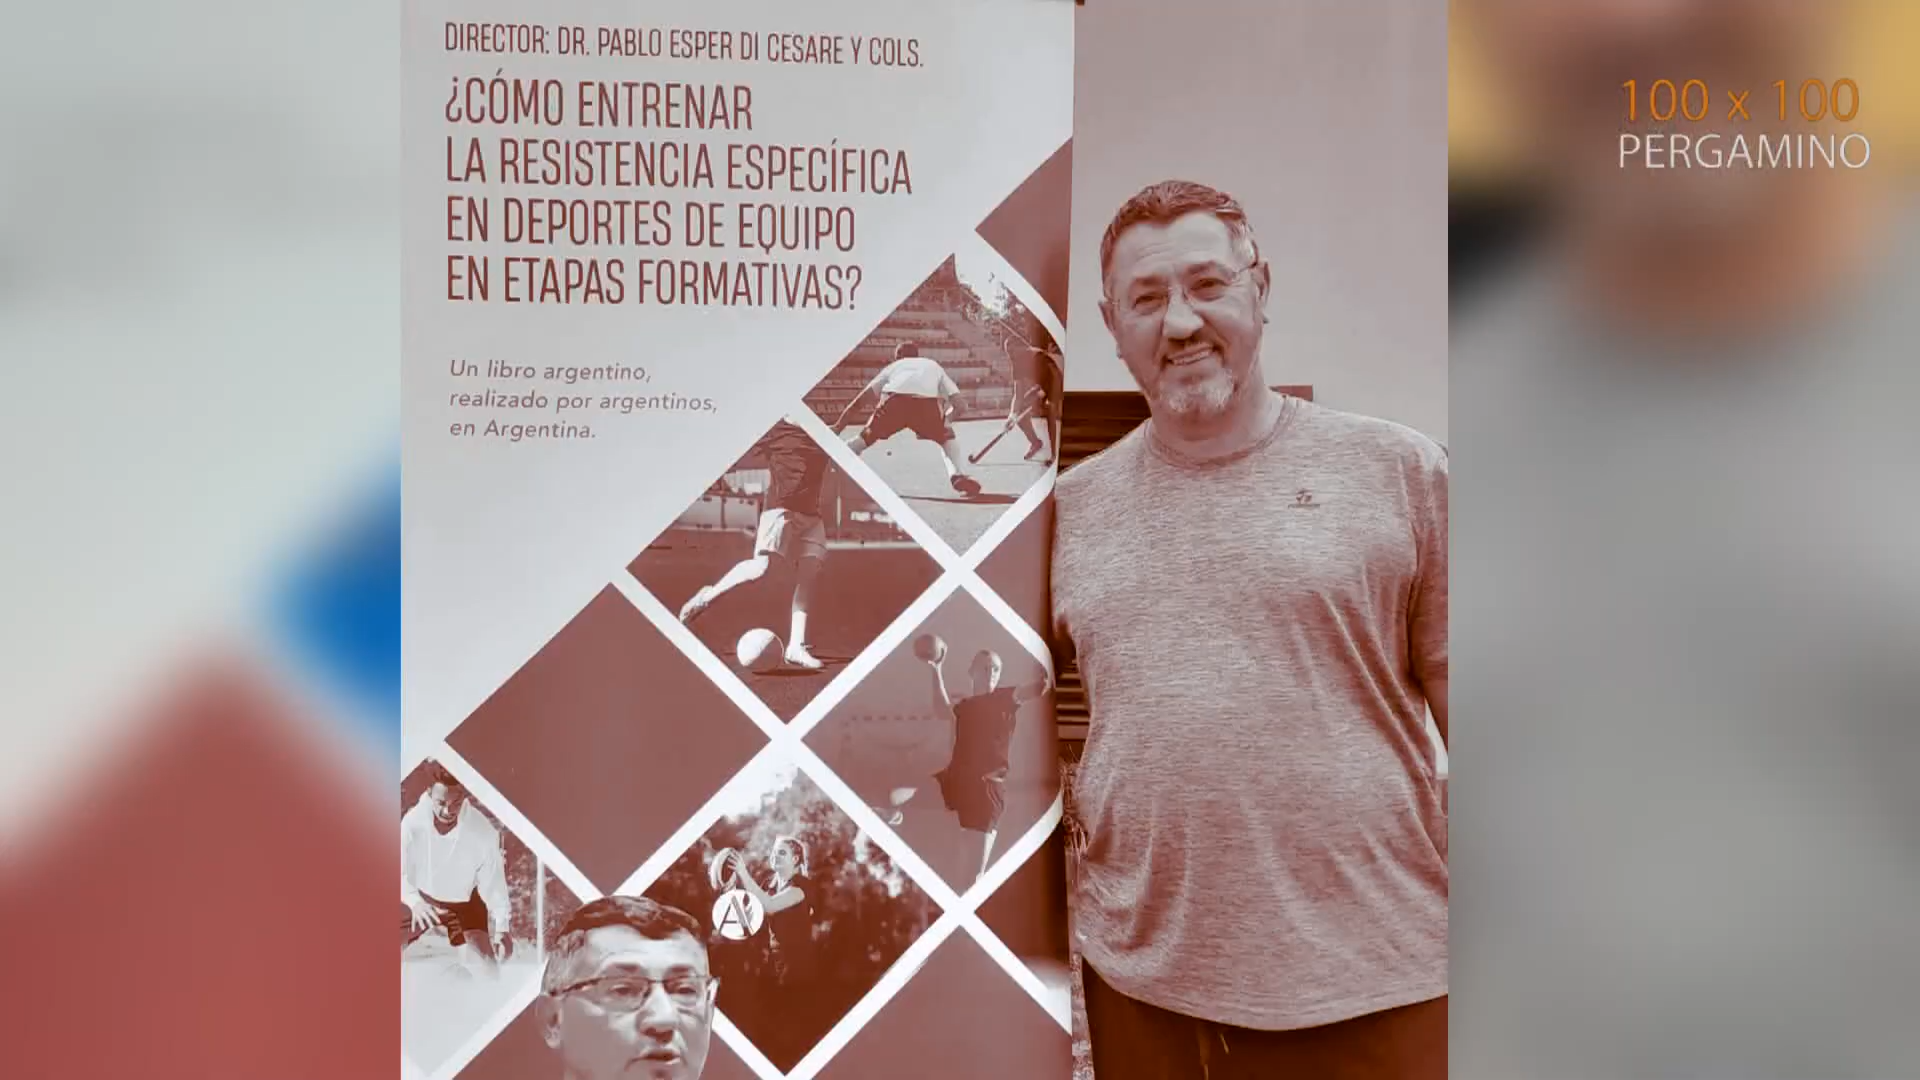 DIRECTOR: DR. PABLO ESPER DI CESARE Y COLS.
¿CÓMO ENTRENAR
LA RESISTENCIA ESPECÍFICA
EN DEPORTES DE EQUIPO
EN ETAPAS FORMATIVAS?
Un libro argentino,
realizado por argentinos,
en Argentina.
100 x 100
PERGAMINO